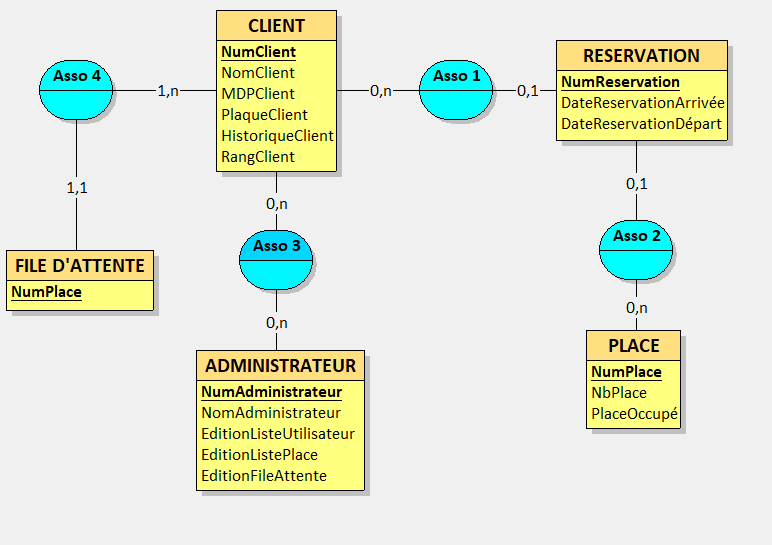 CLIENT
NumClient
NomClient
MDPClient
PlaqueClient
HistoriqueClient
RangClient
Asso 4
1,n
0,n
Asso 1
0,1
RESERVATION
NumReservation
DateReservationArrivée
DateReservationDépart
1,1
0,n
0,1
Asso 3
Asso 2
FILE D'ATTENTE
NumPlace
0,n
0,n
ADMINISTRATEUR
NumAdministrateur
NomAdministrateur
EditionListeUtilisateur
EditionListePlace
EditionFileAttente
PLACE
NumPlace
NbPlace
PlaceOccupé